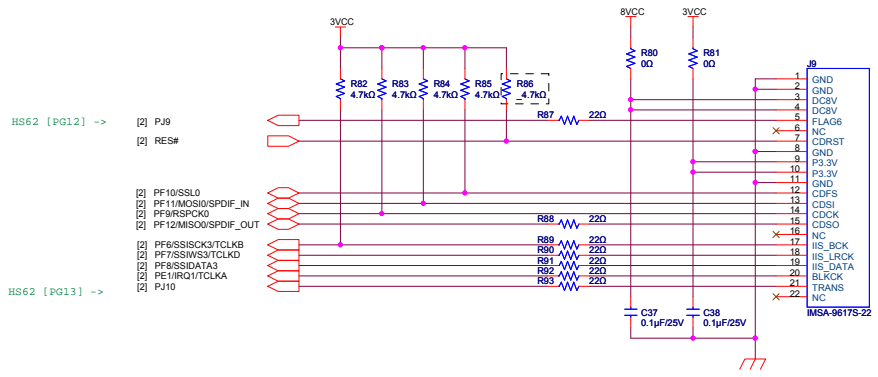 8VCC
3VCC
3VCC
R80
0Ω
R81
0Ω
J9
R82
4.7kΩ
R83
4.7kΩ
R84
4.7kΩ
R85
4.7kΩ
R86
4.7kΩ
1 GND
2 GND
3 DC8V
4 DC8V
HS62 [PG12] -> [2] PJ9 R87 22Ω 5 FLAG6
6 NC
[2] RES# 7 CDRST
8 GND
9 P3.3V
10 P3.3V
11 GND
[2] PF10/SSL0 12 CDFS
[2] PF11/MOSI0/SPDIF_IN 13 CDSI
[2] PF9/RSPCK0 14 CDCK
[2] PF12/MISO0/SPDIF_OUT R88 22Ω 15 CDSO
16 NC
[2] PF6/SSISCK3/TCLKB R89 22Ω 17 IIS_BCK
[2] PF7/SSIWS3/TCLKD R90 22Ω 18 IIS_LRCK
[2] PF8/SSIDATA3 R91 22Ω 19 IIS_DATA
[2] PE1/IRQ1/TCLKA R92 22Ω 20 BLKCK
HS62 [PG13] -> [2] PJ10 R93 22Ω 21 TRANS
22 NC
IMSA-9617S-22
C37
0.1µF/25V
C38
0.1µF/25V